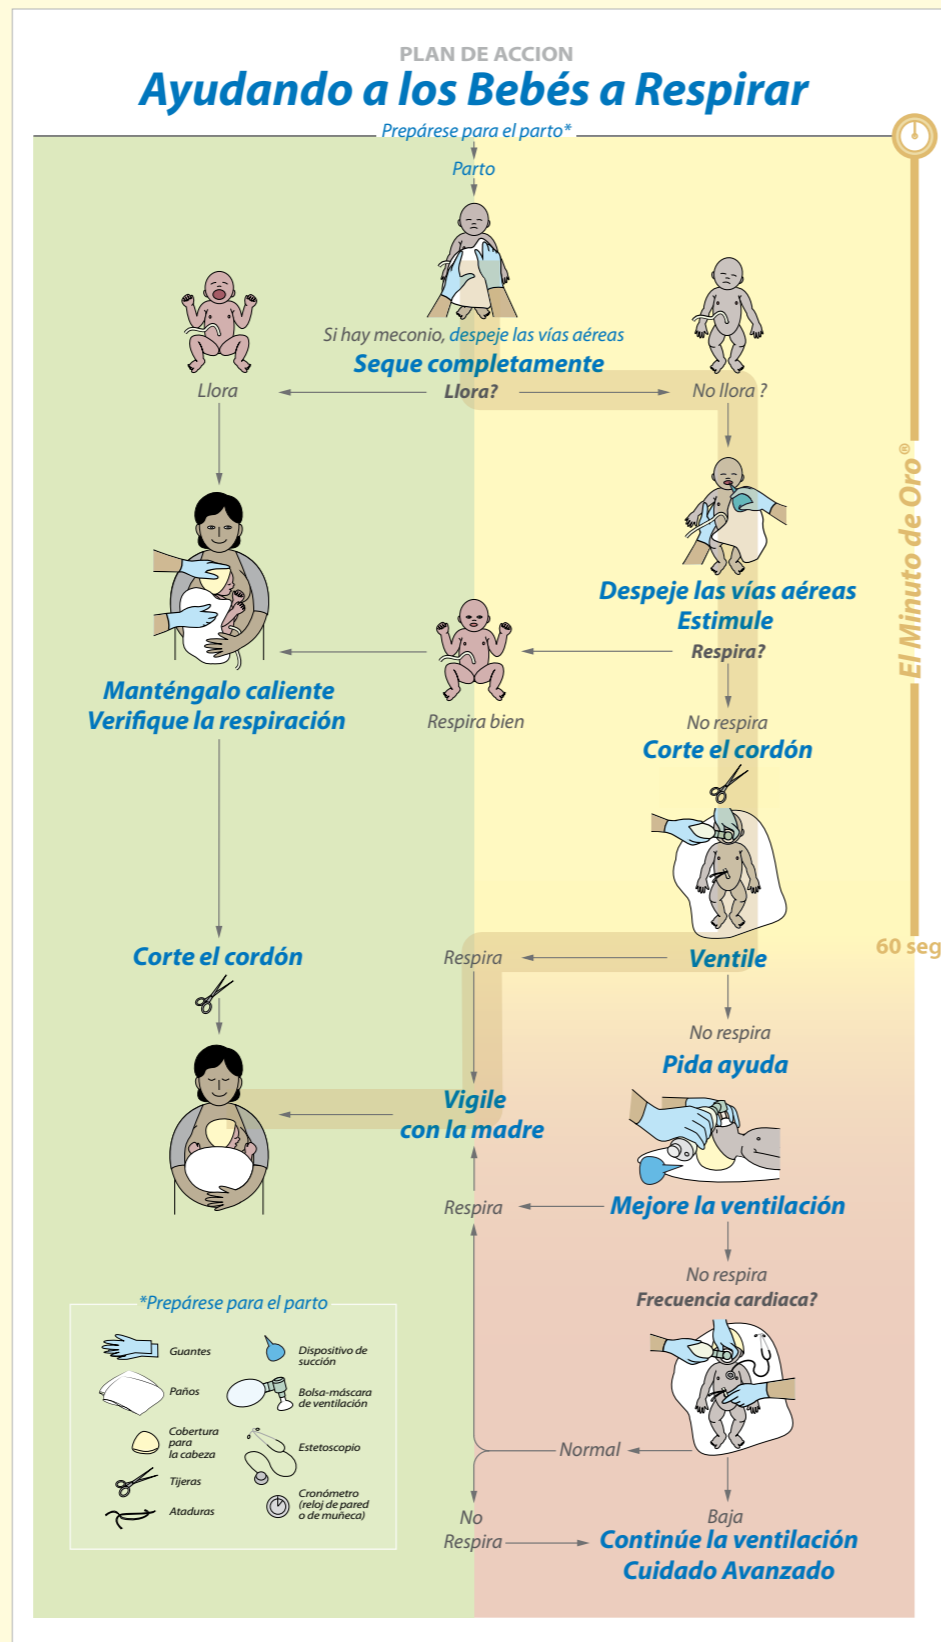 PLAN DE ACCION
Ayudando a los Bebés a Respirar
Prepárese para el parto*
Parto
Si hay meconio, despeje las vías aéreas
Seque completamente
Llora
Llora?
No llora ?
El Minuto de Oro®
Despeje las vías aéreas
Estimule
Respira?
Manténgalo caliente
Verifique la respiración
Respira bien
No respira
Corte el cordón
Corte el cordón
Respira
Ventile
60 seg
No respira
Pida ayuda
Vigile
con la madre
Respira
Mejore la ventilación
No respira
Frecuencia cardiaca?
*Prepárese para el parto
Guantes
Dispositivo de
succión
Paños
Bolsa-máscara
de ventilación
Cobertura
para
la cabeza
Estetoscopio
Tijeras
Cronómetro
(reloj de pared
o de muñeca)
Ataduras
Normal
No
Respira
Baja
Continúe la ventilación
Cuidado Avanzado